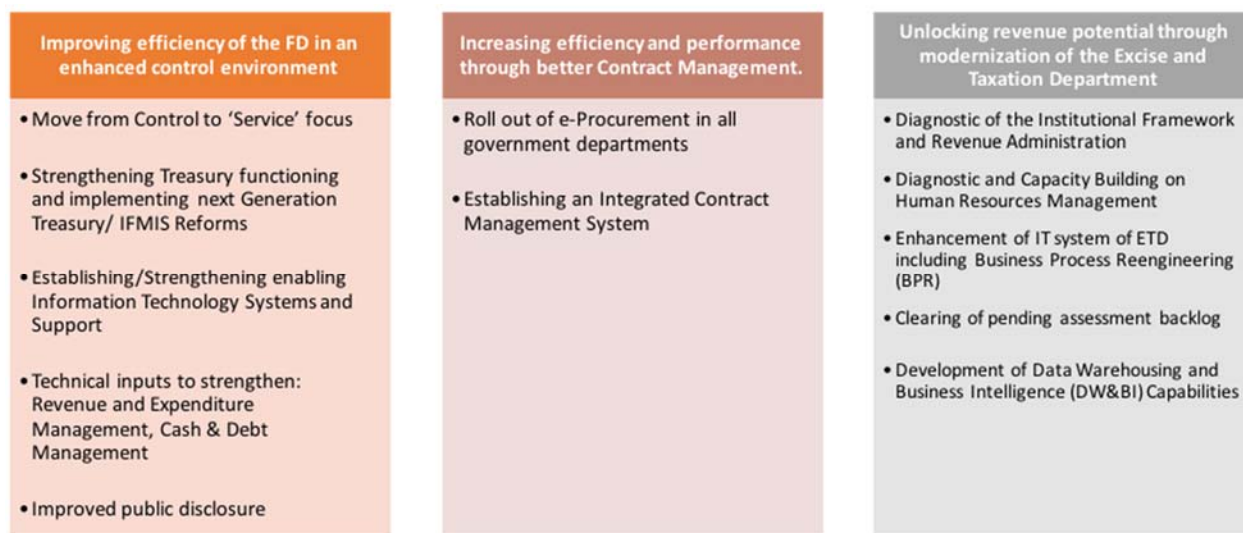 Improving efficiency of the FD in an
enhanced control environment
• Move from Control to ‘Service’ focus
• Strengthening Treasury functioning
and implementing next Generation
Treasury/ IFMIS Reforms
• Establishing/Strengthening enabling
Information Technology Systems and
Support
• Technical inputs to strengthen:
Revenue and Expenditure
Management, Cash & Debt
Management
• Improved public disclosure
Increasing efficiency and performance
through better Contract Management.
• Roll out of e-Procurement in all
government departments
• Establishing an Integrated Contract
Management System
Unlocking revenue potential through
modernization of the Excise and
Taxation Department
• Diagnostic of the Institutional Framework
and Revenue Administration
• Diagnostic and Capacity Building on
Human Resources Management
• Enhancement of IT system of ETD
including Business Process Reengineering
(BPR)
• Clearing of pending assessment backlog
• Development of Data Warehousing and
Business Intelligence (DW&BI) Capabilities